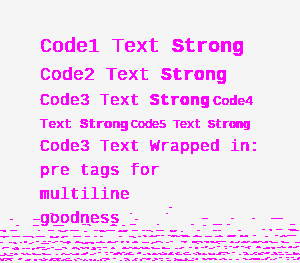 Code1 Text Strong
Code2 Text Strong
Code3 Text Strong Code4
Text Strong Code5 Text Strong
Code3 Text Wrapped in:
pre tags for
multiline
goodness